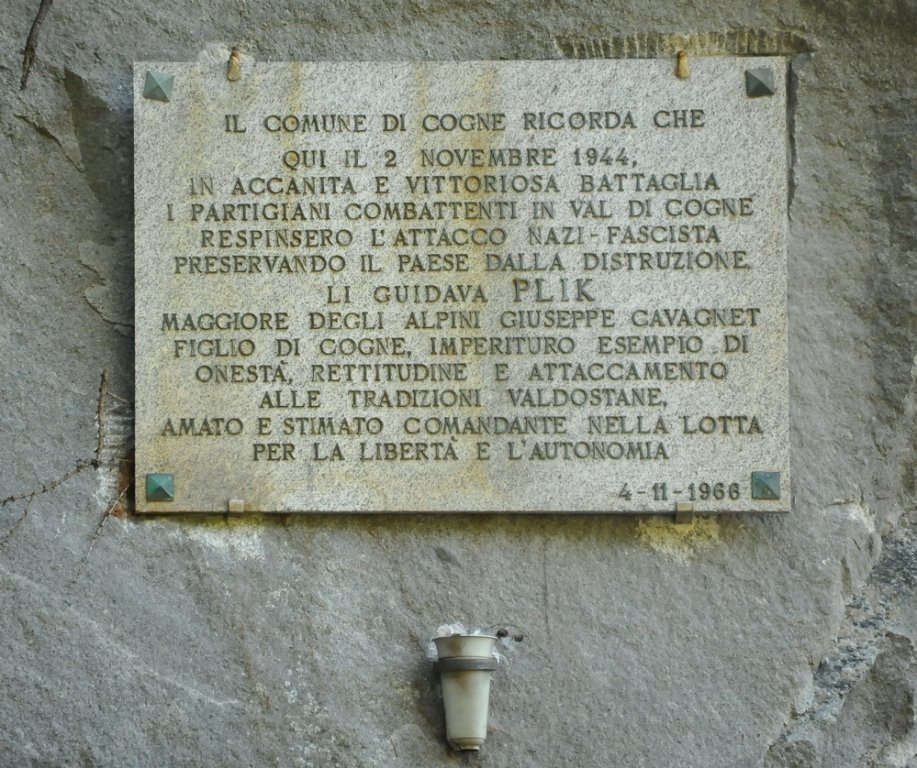 IL COMUNE DI COGNE RICORDA CHE
QUI IL 2 NOVEMBRE 1944,
IN ACCANITA E VITTORIOSA BATTAGLIA
I PARTIGIANI COMBATTENTI IN VAL DI COGNE
RESPINSERO L'ATTACCO NAZI-FASCISTA
PRESERVANDO IL PAESE DALLA DISTRUZIONE
LI GUIDAVA PLIK
MAGGIORE DEGLI ALPINI GIUSEPPE CAVAGNET
FIGLIO DI COGNE, IMPERITURO ESEMPIO DI
ONESTÀ, RETTITUDINE E ATTACCAMENTO
ALLE TRADIZIONI VALDOSTANE,
AMATO E STIMATO COMANDANTE NELLA LOTTA
PER LA LIBERTÀ E L'AUTONOMIA
4-11-1966